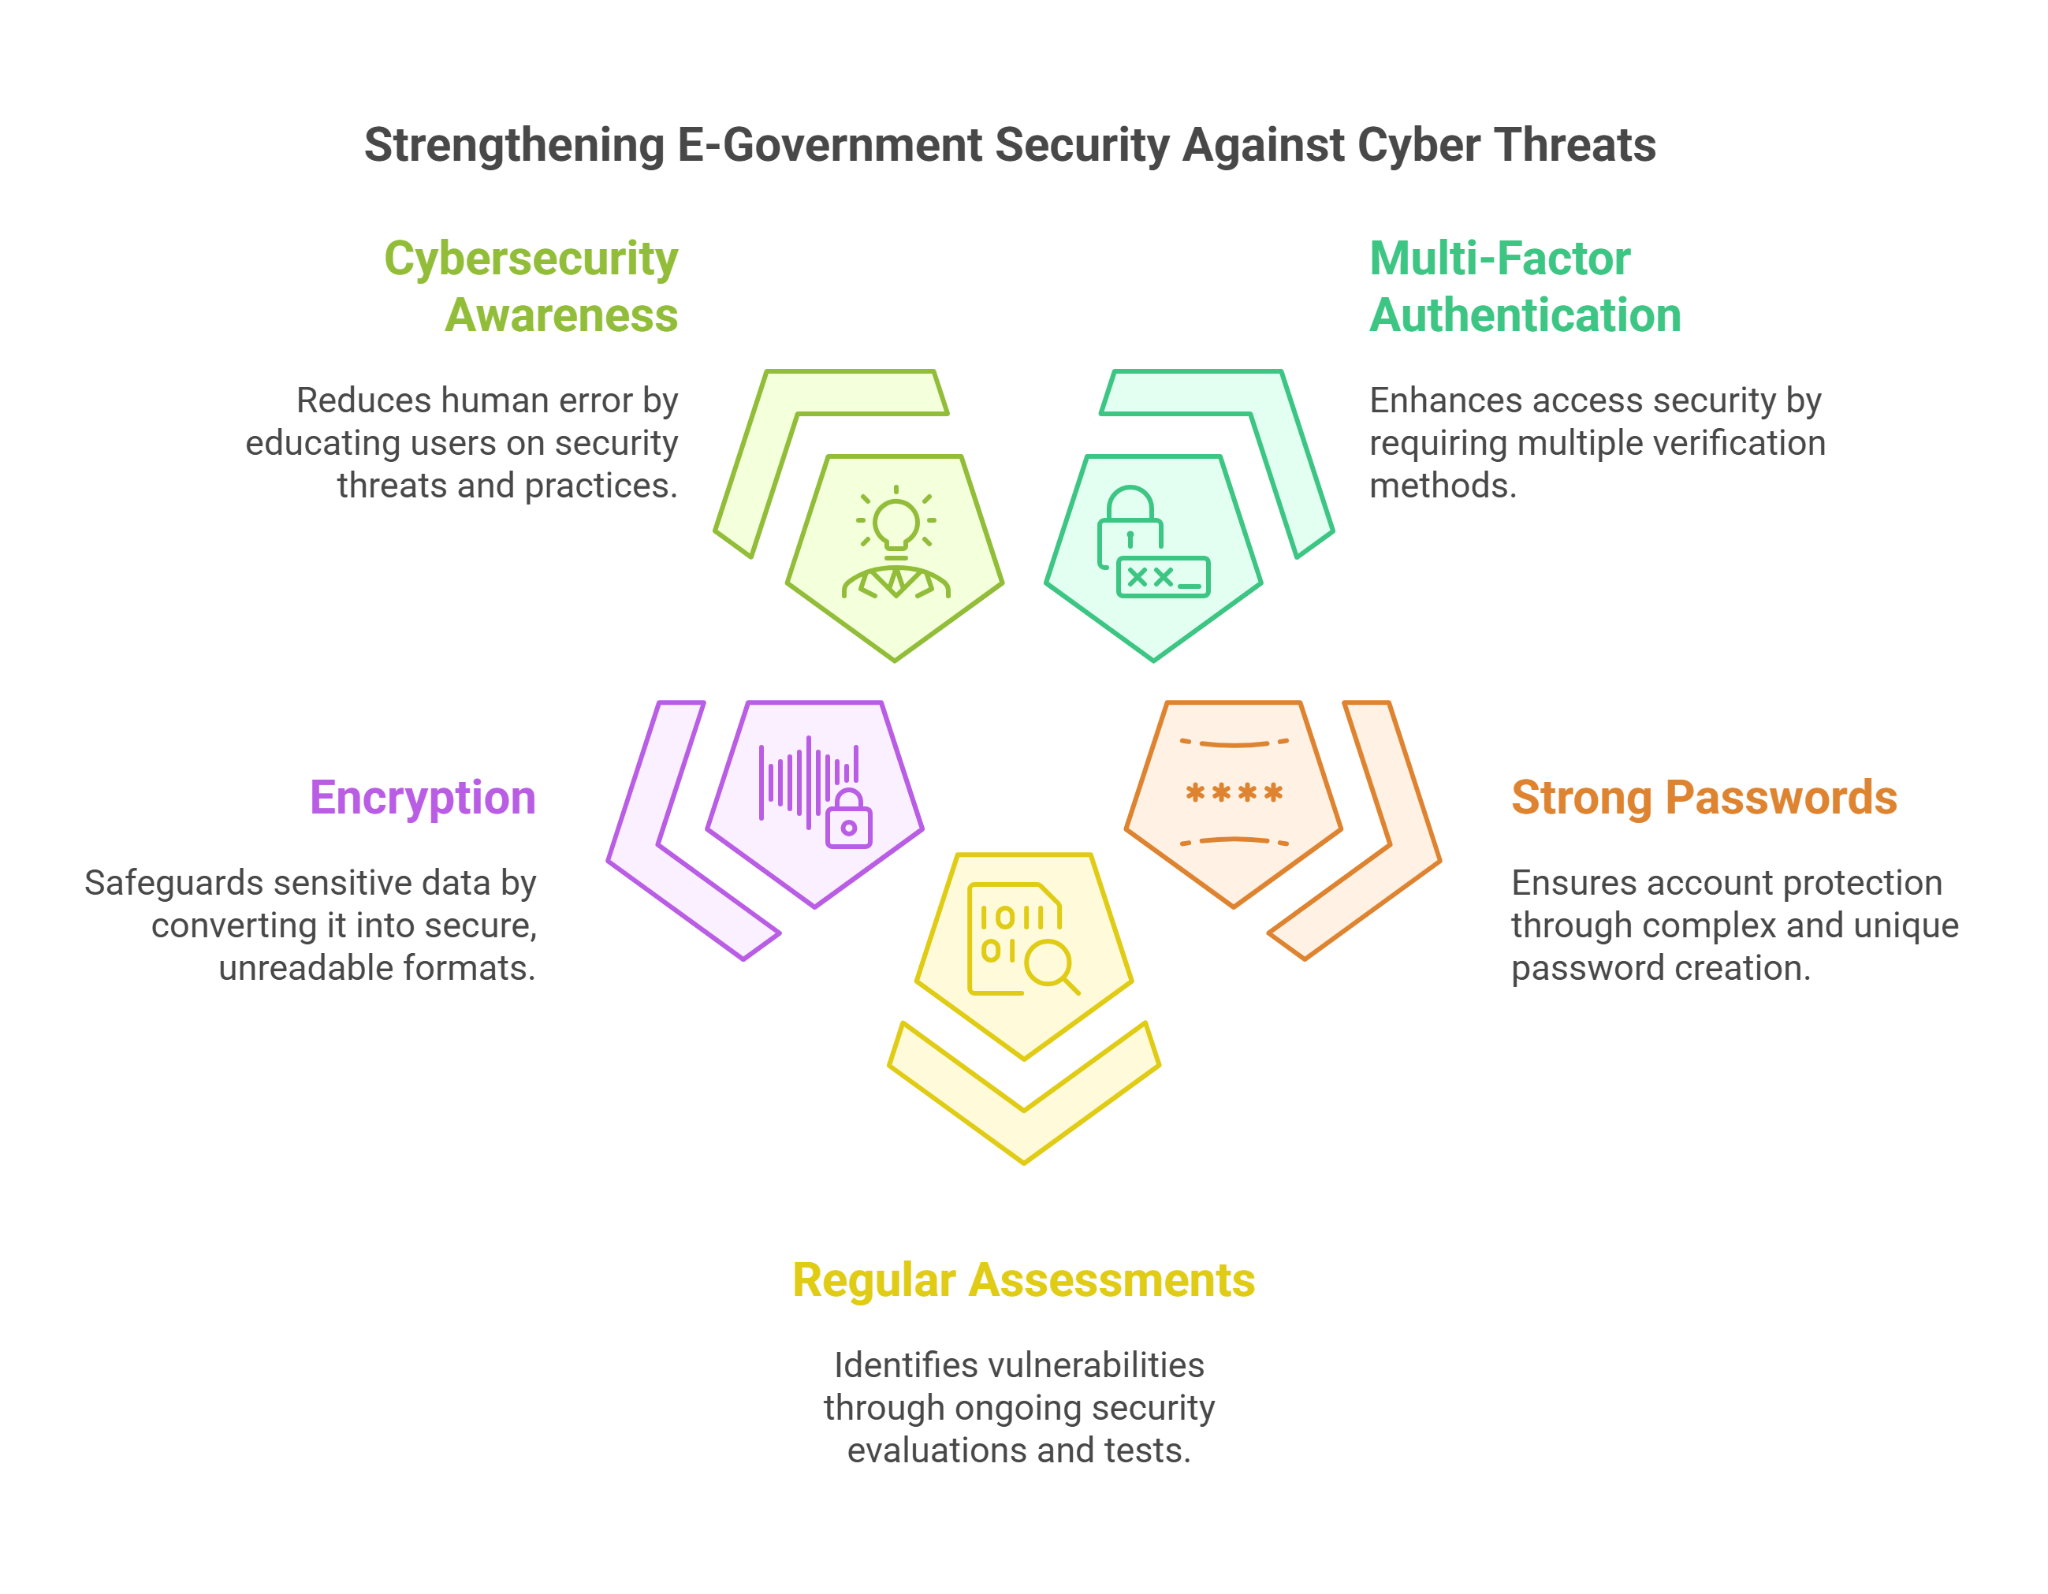 Strengthening E-Government Security Against Cyber Threats
Cybersecurity
Awareness
Reduces human error by
educating users on security
threats and practices.
Multi-Factor
Authentication
Enhances access security by
requiring multiple verification
methods.
Encryption
Safeguards sensitive data by
converting it into secure,
unreadable formats.
Strong Passwords
Ensures account protection
through complex and unique
password creation.
****
××_
1011
01
Regular Assessments
Identifies vulnerabilities
through ongoing security
evaluations and tests.